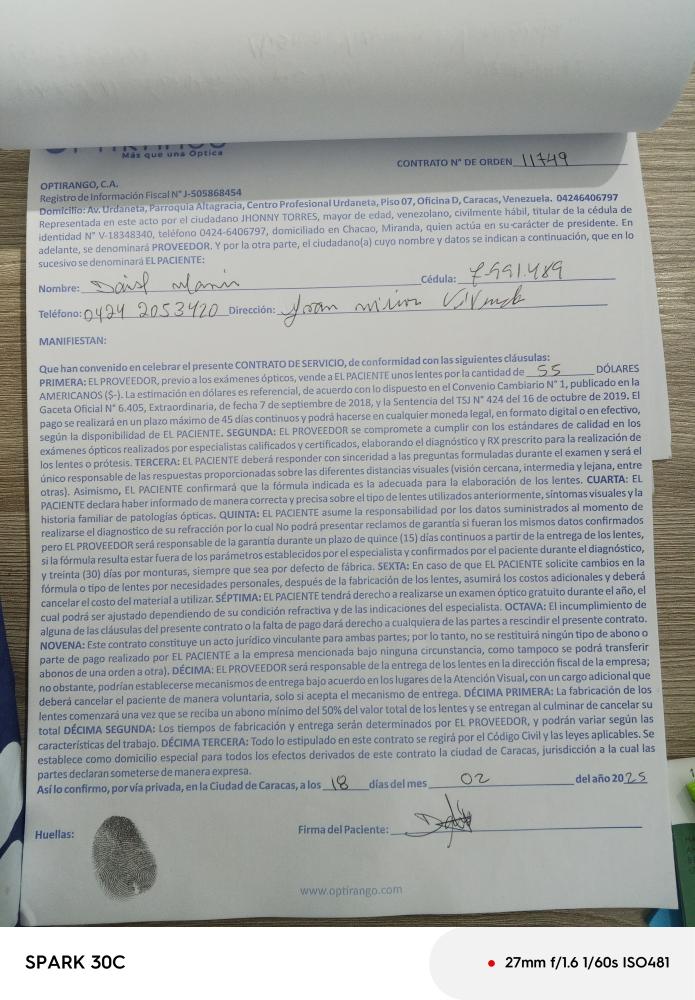 Más que una Óptica
CONTRATO N° DE ORDEN 11749
OPTIRANGO, C.A.
Registro de Información Fiscal N° J-505868454
Domicilio: Av. Urdaneta, Parroquia Altagracia, Centro Profesional Urdaneta, Piso 07, Oficina D, Caracas, Venezuela. 04246406797
Representada en este acto por el ciudadano JHONNY TORRES, mayor de edad, venezolano, civilmente hábil, titular de la cédula de
identidad N° V-18348340, teléfono 0424-6406797, domiciliado en Chacao, Miranda, quien actúa en su carácter de presidente. En
adelante, se denominará PROVEEDOR. Y por la otra parte, el ciudadano(a) cuyo nombre y datos se indican a continuación, que en lo
sucesivo se denominará EL PACIENTE:
Nombre: Cédula: 7.991.489
Teléfono: 0424 2053420 Dirección: Joan
MANIFIESTAN:
Que han convenido en celebrar el presente CONTRATO DE SERVICIO, de conformidad con las siguientes cláusulas:
PRIMERA: EL PROVEEDOR, previo a los exámenes ópticos, vende a EL PACIENTE unos lentes por la cantidad de 55 DÓLARES
AMERICANOS ($-). La estimación en dólares es referencial, de acuerdo con lo dispuesto en el Convenio Cambiario N° 1, publicado en la
Gaceta Oficial N° 6.405, Extraordinaria, de fecha 7 de septiembre de 2018, y la Sentencia del TSJ N° 424 del 16 de octubre de 2019. El
pago se realizará en un plazo máximo de 45 días continuos y podrá hacerse en cualquier moneda legal, en formato digital o en efectivo,
según la disponibilidad de EL PACIENTE. SEGUNDA: EL PROVEEDOR se compromete a cumplir con los estándares de calidad en los
exámenes ópticos realizados por especialistas calificados y certificados, elaborando el diagnóstico y RX prescrito para la realización de
los lentes o prótesis. TERCERA: EL PACIENTE deberá responder con sinceridad a las preguntas formuladas durante el examen y será el
único responsable de las respuestas proporcionadas sobre las diferentes distancias visuales (visión cercana, intermedia y lejana, entre
otras). Asimismo, EL PACIENTE confirmará que la fórmula indicada es la adecuada para la elaboración de los lentes. CUARTA: EL
PACIENTE declara haber informado de manera correcta y precisa sobre el tipo de lentes utilizados anteriormente, síntomas visuales y la
historia familiar de patologías ópticas. QUINTA: EL PACIENTE asume la responsabilidad por los datos suministrados al momento de
realizarse el diagnostico de su refracción por lo cual No podrá presentar reclamos de garantía si fueran los mismos datos confirmados
pero EL PROVEEDOR será responsable de la garantía durante un plazo de quince (15) días continuos a partir de la entrega de los lentes,
si la fórmula resulta estar fuera de los parámetros establecidos por el especialista y confirmados por el paciente durante el diagnóstico,
y treinta (30) días por monturas, siempre que sea por defecto de fábrica. SEXTA: En caso de que EL PACIENTE solicite cambios en la
fórmula o tipo de lentes por necesidades personales, después de la fabricación de los lentes, asumirá los costos adicionales y deberá
cancelar el costo del material a utilizar. SÉPTIMA: EL PACIENTE tendrá derecho a realizarse un examen óptico gratuito durante el año, el
cual podrá ser ajustado dependiendo de su condición refractiva y de las indicaciones del especialista. OCTAVA: El incumplimiento de
alguna de las cláusulas del presente contrato o la falta de pago dará derecho a cualquiera de las partes a rescindir el presente contrato.
NOVENA: Este contrato constituye un acto jurídico vinculante para ambas partes; por lo tanto, no se restituirá ningún tipo de abono o
parte de pago realizado por EL PACIENTE a la empresa mencionada bajo ninguna circunstancia, como tampoco se podrá transferir
abonos de una orden a otra). DÉCIMA: EL PROVEEDOR será responsable de la entrega de los lentes en la dirección fiscal de la empresa;
no obstante, podrían establecerse mecanismos de entrega bajo acuerdo en los lugares de la Atención Visual, con un cargo adicional que
deberá cancelar el paciente de manera voluntaria, solo si acepta el mecanismo de entrega. DÉCIMA PRIMERA: La fabricación de los
lentes comenzará una vez que se reciba un abono mínimo del 50% del valor total de los lentes y se entregan al culminar de cancelar su
total DÉCIMA SEGUNDA: Los tiempos de fabricación y entrega serán determinados por EL PROVEEDOR, y podrán variar según las
características del trabajo. DÉCIMA TERCERA: Todo lo estipulado en este contrato se regirá por el Código Civil y las leyes aplicables. Se
establece como domicilio especial para todos los efectos derivados de este contrato la ciudad de Caracas, jurisdicción a la cual las
partes declaran someterse de manera expresa.
Así lo confirmo, por vía privada, en la Ciudad de Caracas, a los 18 días del mes 02 del año 2025
Huellas: Firma del Paciente:
www.optirango.com
SPARK 30C
27mm f/1.6 1/60s ISO481